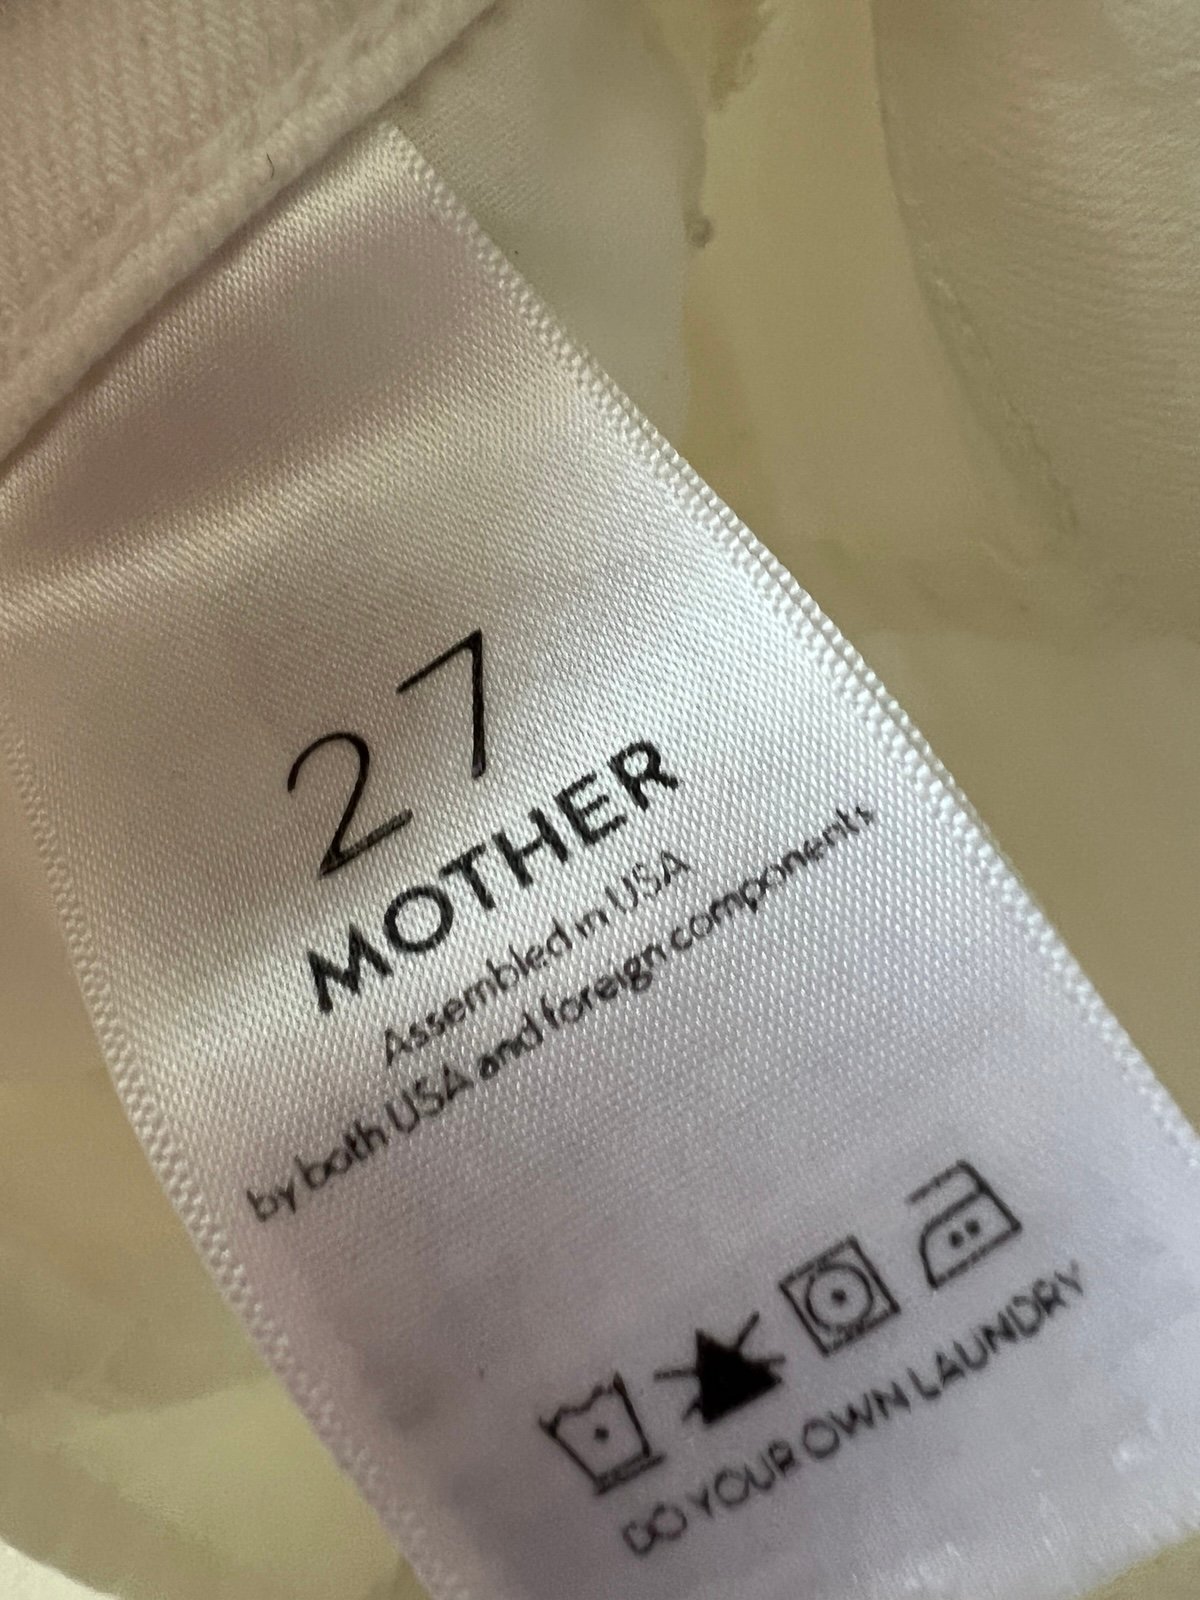 27
MOTHER
Assembled in USA
by both USA and foreign components
DO YOUR OWN LAUNDRY